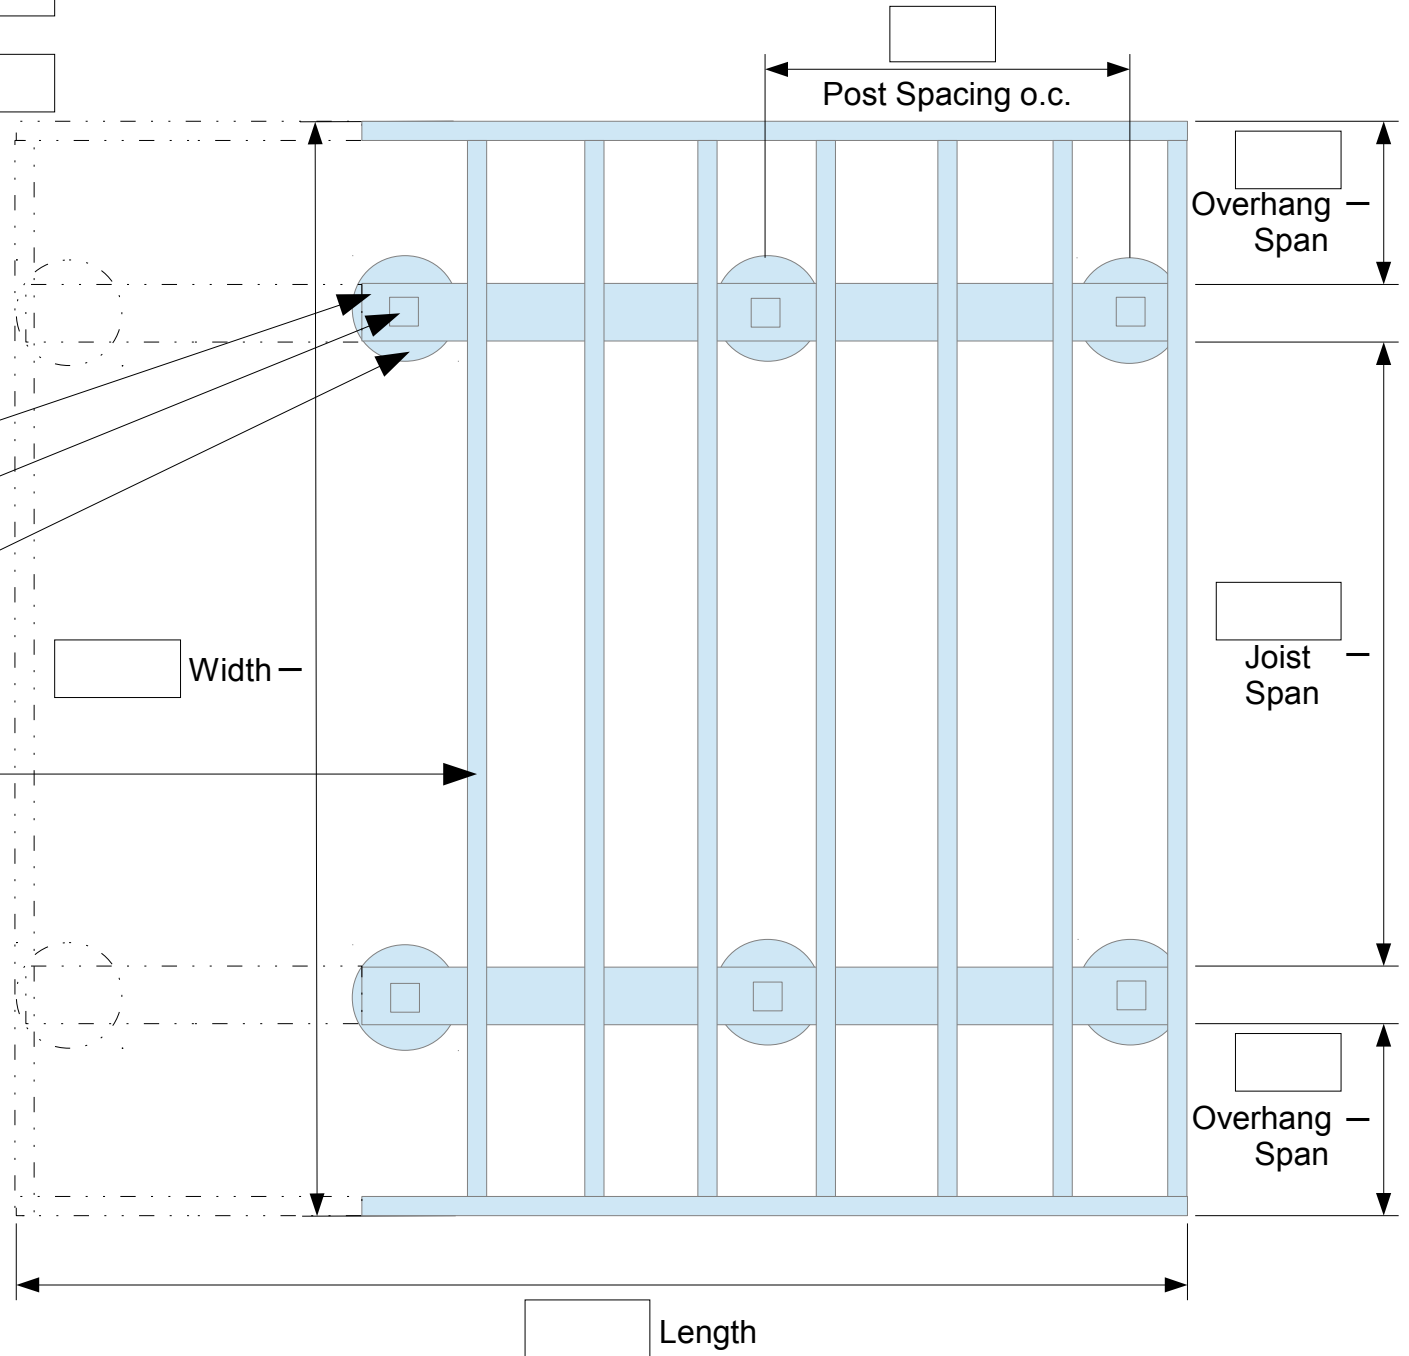 Post Spacing o.c.
Overhang
Span
Width
Joist
Span
Overhang
Span
Length